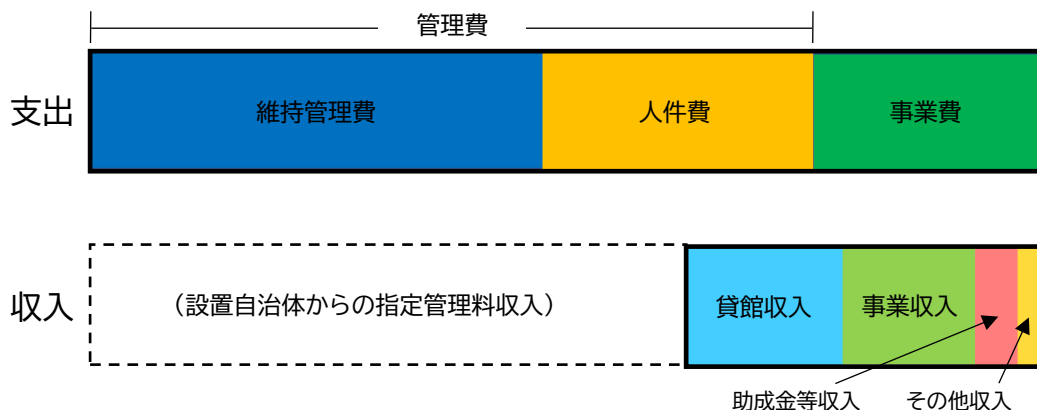 管理費
支出
維持管理費
人件費
事業費
収入
（設置自治体からの指定管理料収入）
貸館収入
事業収入
助成金等収入
その他収入